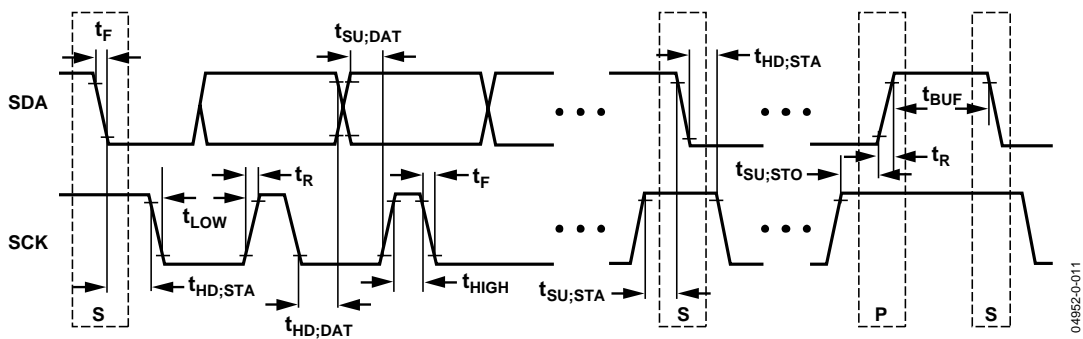 tF
tSU;DAT
tHD;STA
SDA
tBUF
tR
tF
tSU;STO
tR
tLOW
SCK
tHD;STA
tHIGH
tSU;STA
tHD;DAT
S
S
P
S
04952-0-011